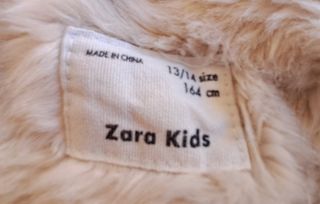 MADE IN CHINA
13/14 size
164 cm
Zara Kids